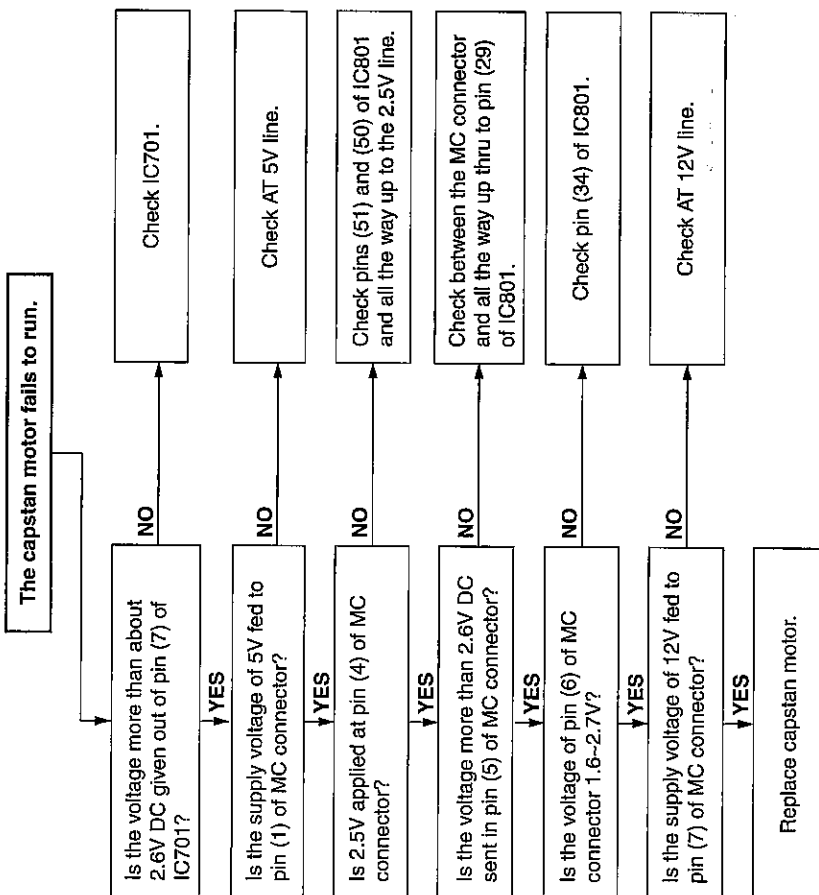 The capstan motor fails to run.
Is the voltage more than about
2.6V DC given out of pin (7) of
IC701?
NO
Check IC701.
YES
Is the supply voltage of 5V fed to
pin (1) of MC connector?
NO
Check AT 5V line.
YES
Is 2.5V applied at pin (4) of MC
connector?
NO
Check pins (51) and (50) of IC801
and all the way up to the 2.5V line.
YES
Is the voltage more than 2.6V DC
sent in pin (5) of MC connector?
NO
Check between the MC connector
and all the way up thru to pin (29)
of IC801.
YES
Is the voltage of pin (6) of MC
connector 1.6~2.7V?
NO
Check pin (34) of IC801.
YES
Is the supply voltage of 12V fed to
pin (7) of MC connector?
NO
Check AT 12V line.
YES
Replace capstan motor.